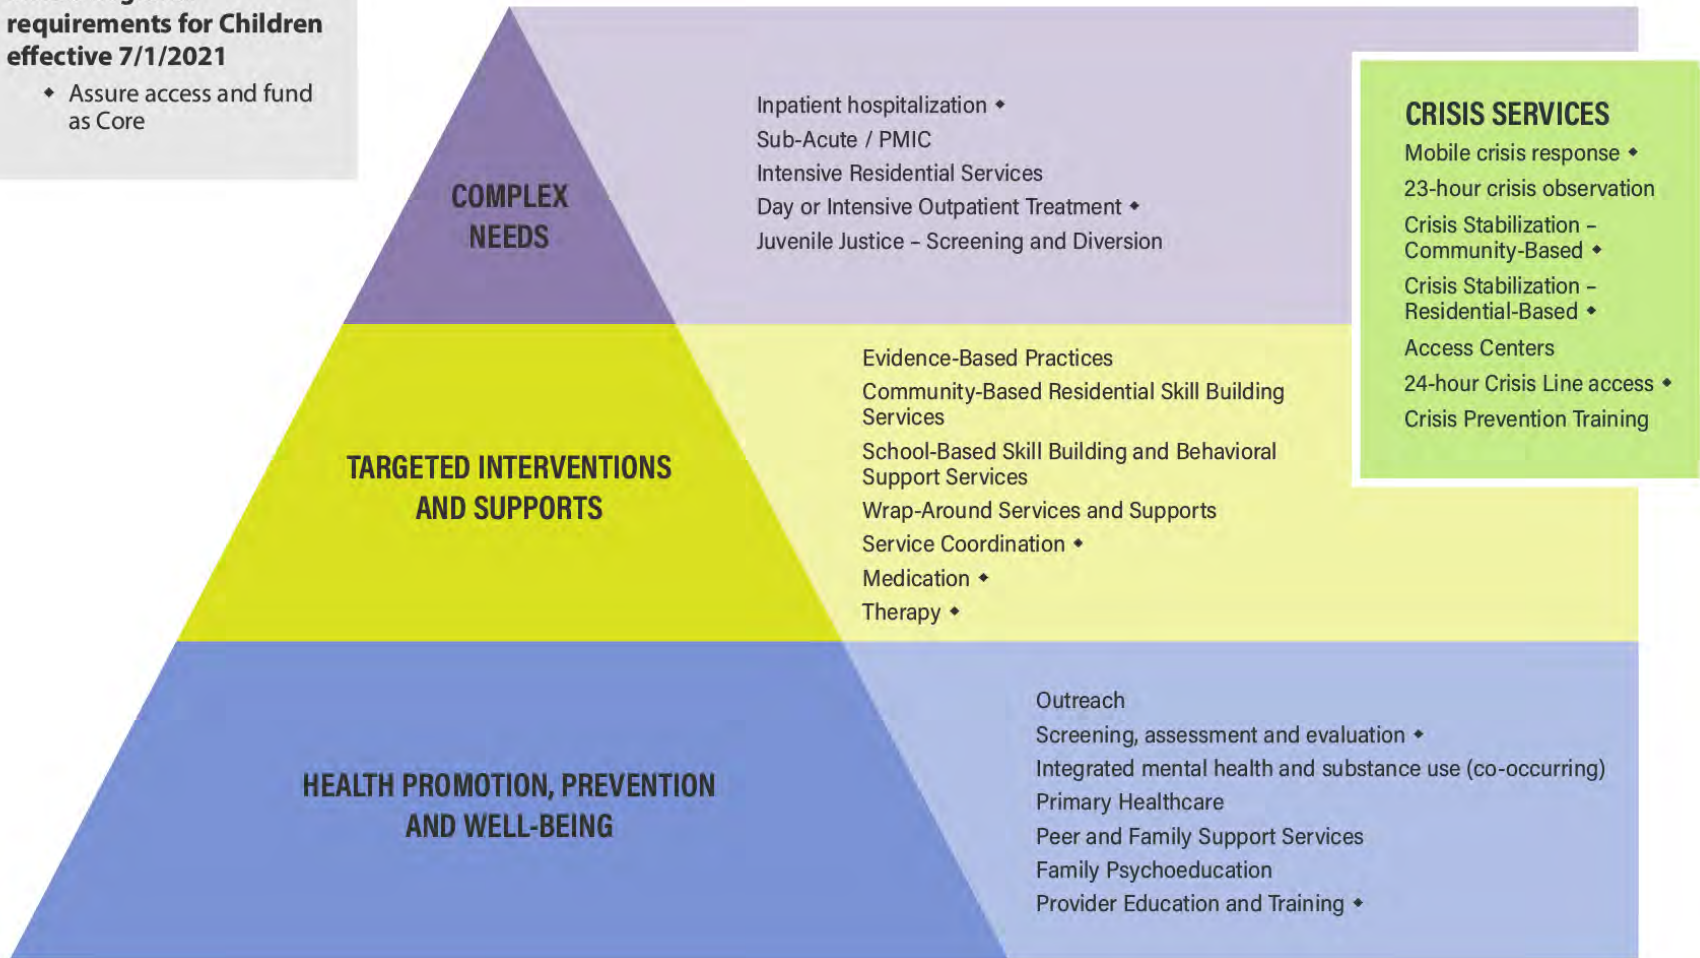 requirements for Children
effective 7/1/2021
◆ Assure access and fund
as Core
COMPLEX
NEEDS
Inpatient hospitalization ◆
Sub-Acute / PMIC
Intensive Residential Services
Day or Intensive Outpatient Treatment ◆
Juvenile Justice – Screening and Diversion
CRISIS SERVICES
Mobile crisis response ◆
23-hour crisis observation
Crisis Stabilization –
Community-Based ◆
Crisis Stabilization –
Residential-Based ◆
Access Centers
24-hour Crisis Line access ◆
Crisis Prevention Training
TARGETED INTERVENTIONS
AND SUPPORTS
Evidence-Based Practices
Community-Based Residential Skill Building
Services
School-Based Skill Building and Behavioral
Support Services
Wrap-Around Services and Supports
Service Coordination ◆
Medication ◆
Therapy ◆
HEALTH PROMOTION, PREVENTION
AND WELL-BEING
Outreach
Screening, assessment and evaluation ◆
Integrated mental health and substance use (co-occurring)
Primary Healthcare
Peer and Family Support Services
Family Psychoeducation
Provider Education and Training ◆